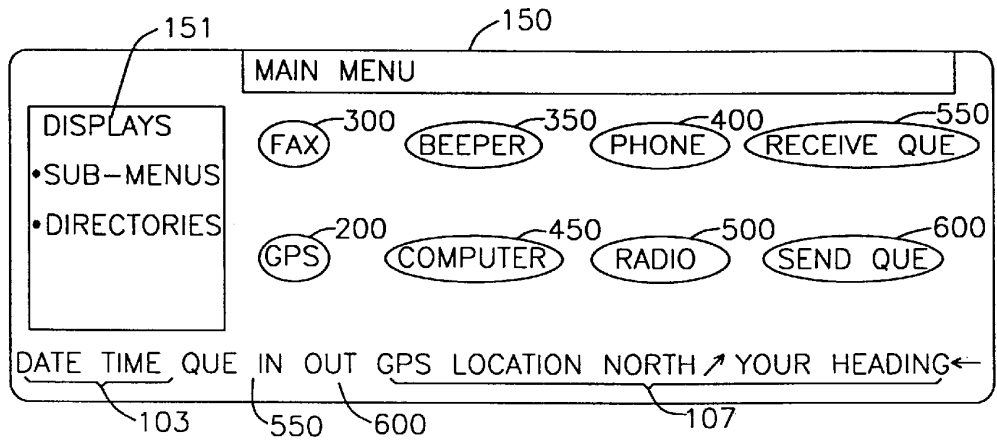 151 150
MAIN MENU
DISPLAYS
•SUB-MENUS
•DIRECTORIES
300 350 400 550
FAX BEEPER PHONE RECEIVE QUE
200 450 500 600
GPS COMPUTER RADIO SEND QUE
DATE TIME QUE IN OUT GPS LOCATION NORTH↗YOUR HEADING←
103 550 600 107